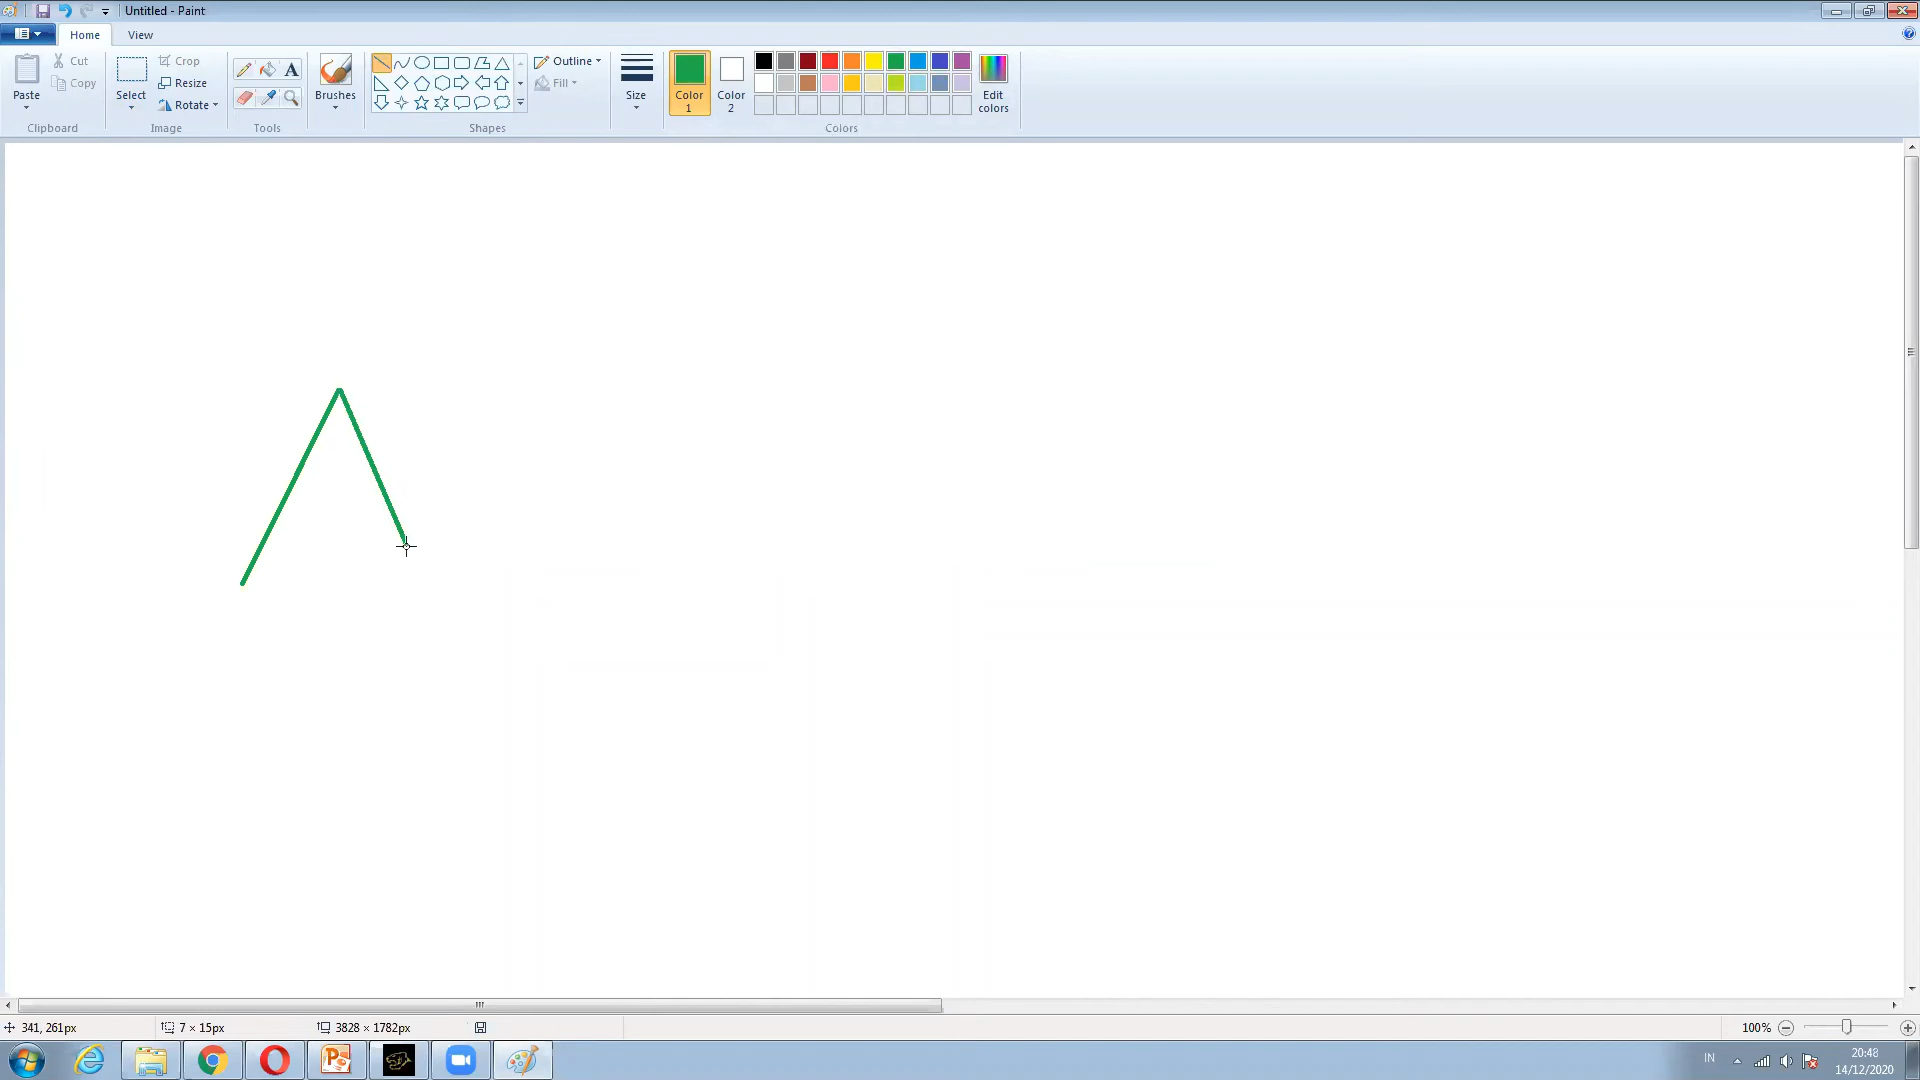 Untitled - Paint
Home
View
Paste
Cut
Copy
Clipboard
Select
Crop
Resize
Rotate
Image
A
Tools
Brushes
Outline
Fill
Shapes
Size
Color
1
Color
2
Edit
colors
Colors
341, 261px
7 × 15px
3828 × 1782px
100%
IN
20:48
14/12/2020